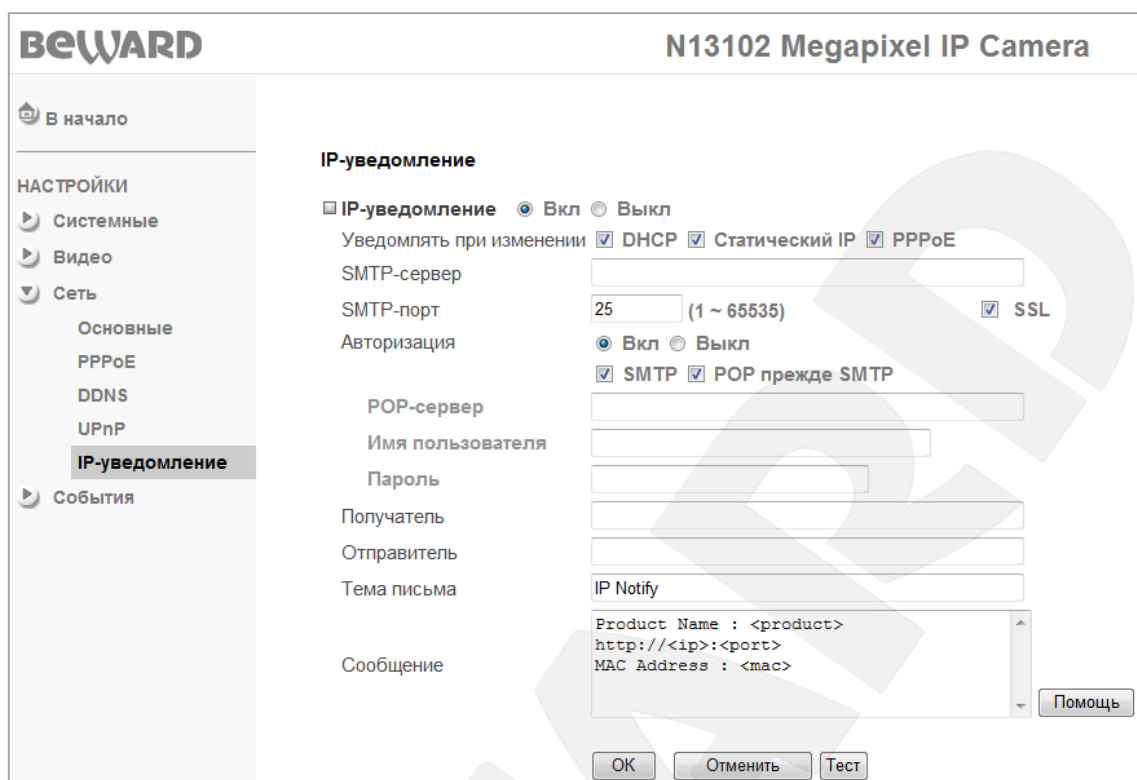 BEWARD
N13102 Megapixel IP Camera
В начало
НАСТРОЙКИ
Системные
Видео
Сеть
Основные
PPPoE
DDNS
UPnP
IP-уведомление
События
IP-уведомление
IP-уведомление Вкл Выкл
Уведомлять при изменении DHCP Статический IP PPPoE
SMTP-сервер
SMTP-порт 25 (1 ~ 65535) SSL
Авторизация Вкл Выкл
SMTP POP прежде SMTP
POP-сервер
Имя пользователя
Пароль
Получатель
Отправитель
Тема письма IP Notify
Сообщение
Product Name : <product>
http://<ip>:<port>
MAC Address : <mac>
Помощь
OK Отменить Тест